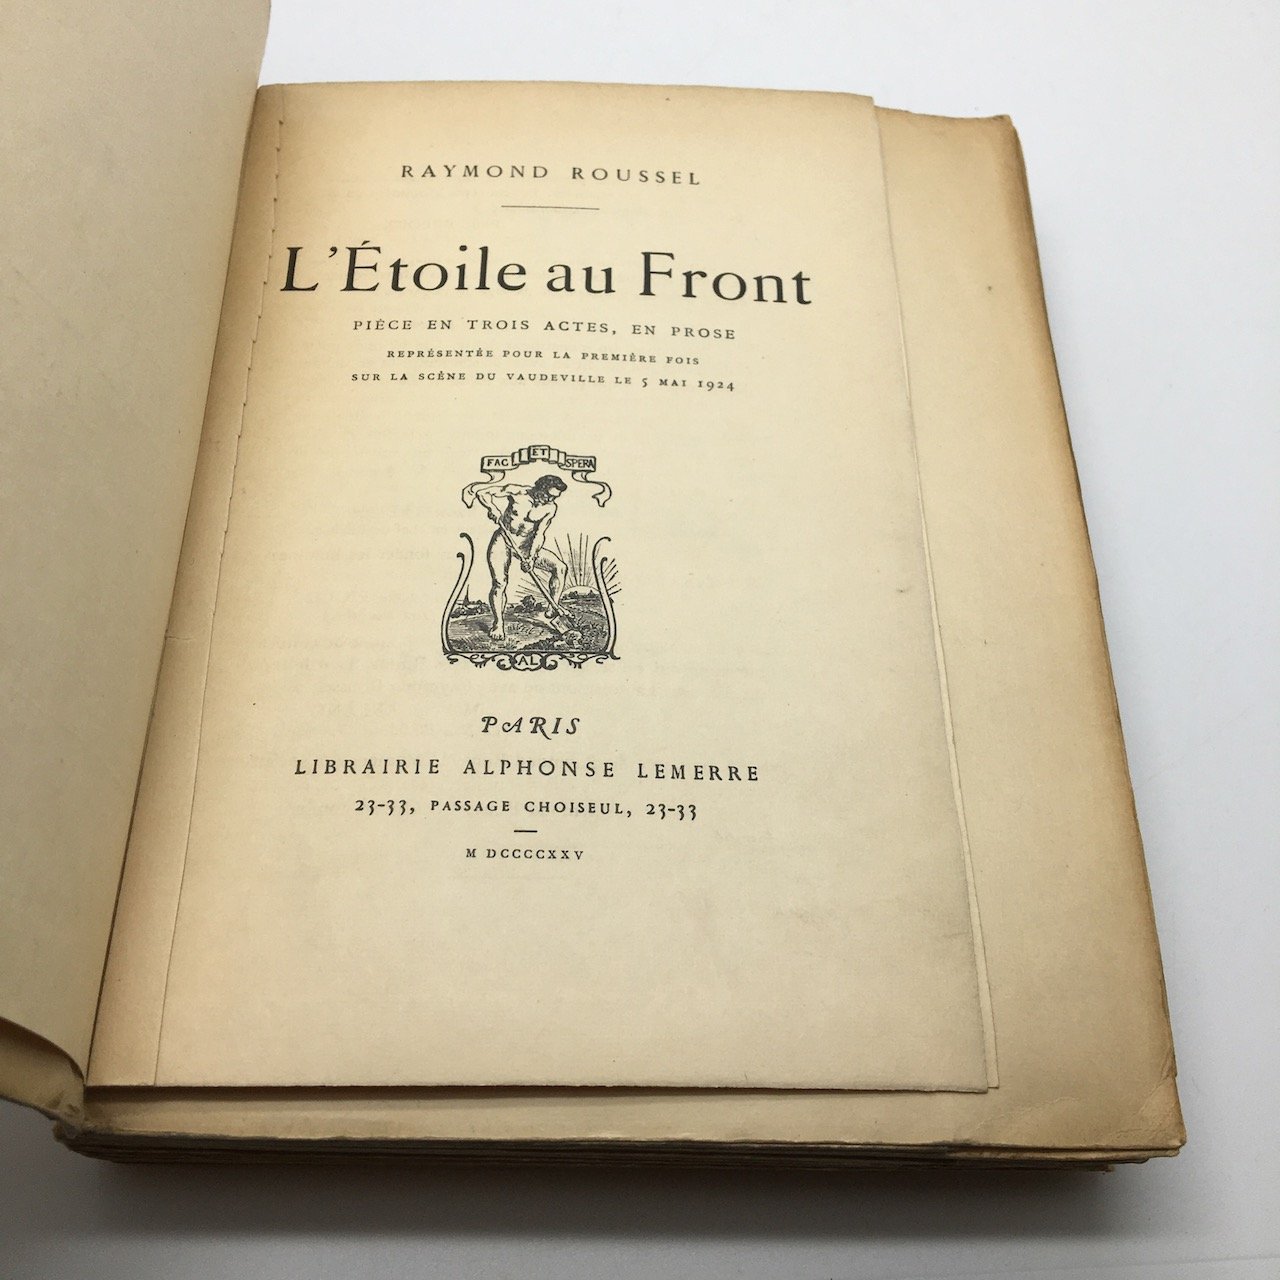 RAYMOND ROUSSEL
L'Étoile au Front
PIÈCE EN TROIS ACTES, EN PROSE
REPRÉSENTÉE POUR LA PREMIÈRE FOIS
SUR LA SCÈNE DU VAUDEVILLE LE 5 MAI 1924
FAC ET SPERA
AL
PARIS
LIBRAIRIE ALPHONSE LEMERRE
23-33, PASSAGE CHOISEUL, 23-33
M DCCCCXXV